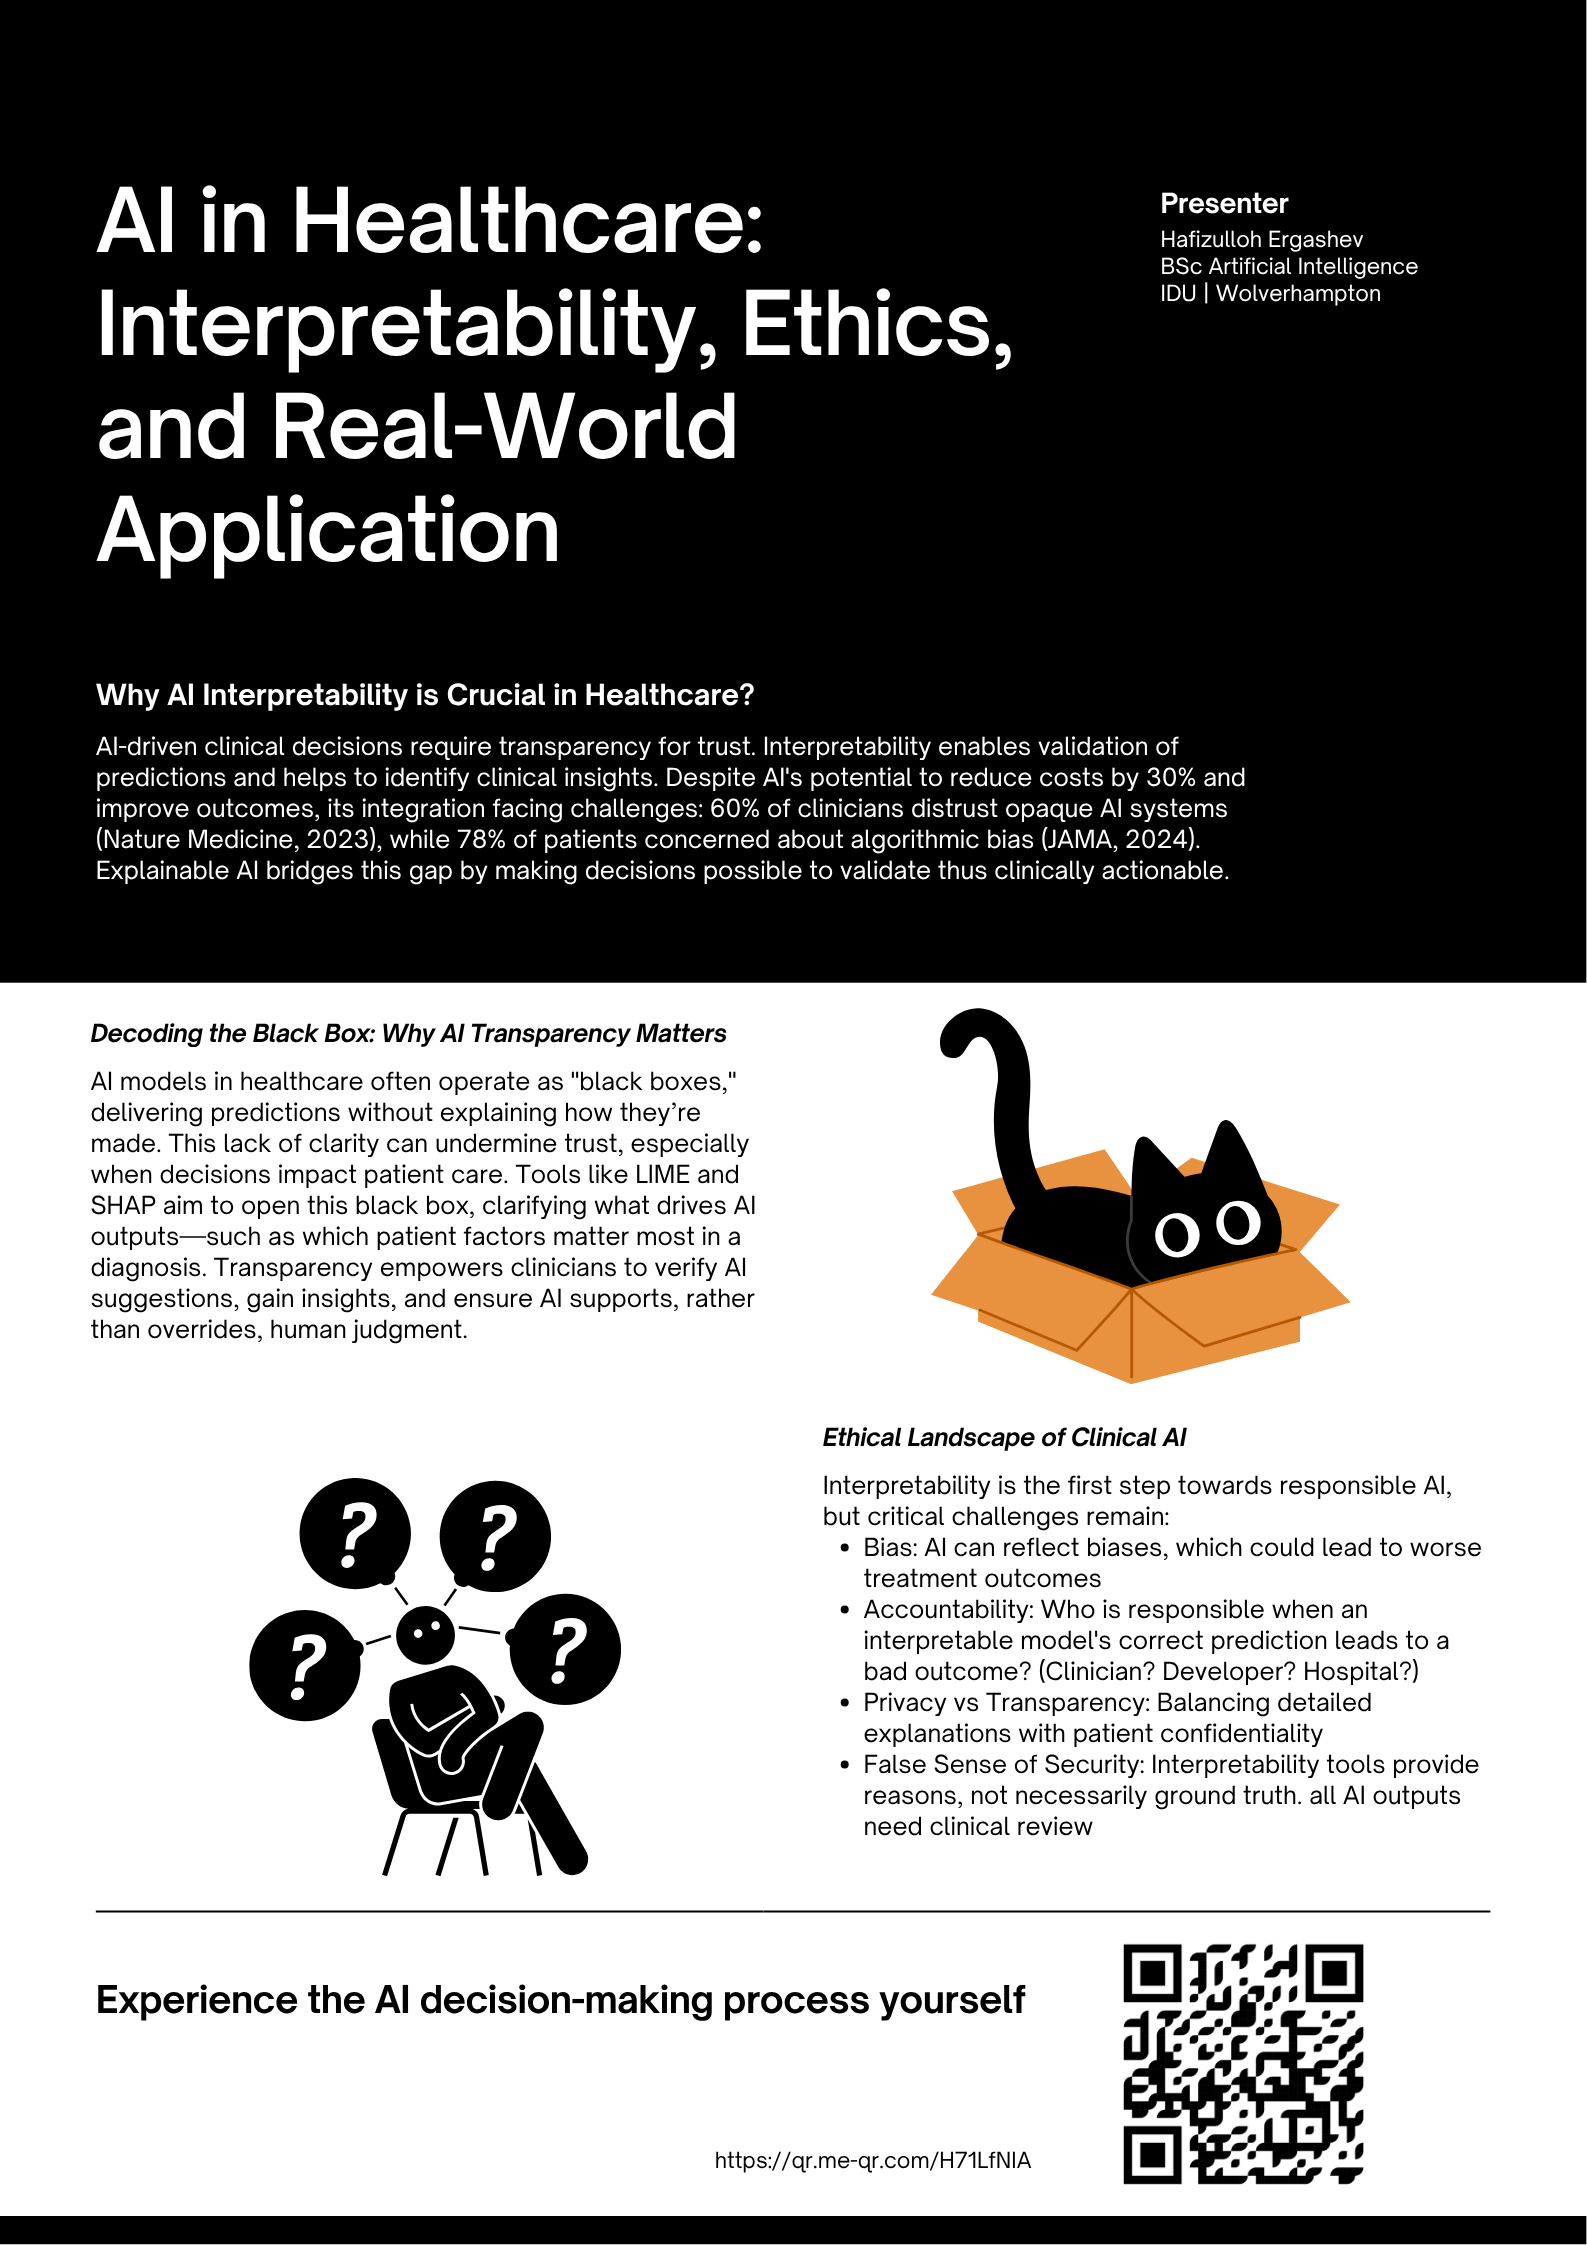 AI in Healthcare:
Interpretability, Ethics,
and Real-World
Application
Presenter
Hafizulloh Ergashev
BSc Artificial Intelligence
IDU | Wolverhampton
Why AI Interpretability is Crucial in Healthcare?
AI-driven clinical decisions require transparency for trust. Interpretability enables validation of
predictions and helps to identify clinical insights. Despite AI's potential to reduce costs by 30% and
improve outcomes, its integration facing challenges: 60% of clinicians distrust opaque AI systems
(Nature Medicine, 2023), while 78% of patients concerned about algorithmic bias (JAMA, 2024).
Explainable AI bridges this gap by making decisions possible to validate thus clinically actionable.
Decoding the Black Box: Why AI Transparency Matters
AI models in healthcare often operate as "black boxes,"
delivering predictions without explaining how they’re
made. This lack of clarity can undermine trust, especially
when decisions impact patient care. Tools like LIME and
SHAP aim to open this black box, clarifying what drives AI
outputs—such as which patient factors matter most in a
diagnosis. Transparency empowers clinicians to verify AI
suggestions, gain insights, and ensure AI supports, rather
than overrides, human judgment.
? ?
? ?
Ethical Landscape of Clinical AI
Interpretability is the first step towards responsible AI,
but critical challenges remain:
• Bias: AI can reflect biases, which could lead to worse
treatment outcomes
• Accountability: Who is responsible when an
interpretable model's correct prediction leads to a
bad outcome? (Clinician? Developer? Hospital?)
• Privacy vs Transparency: Balancing detailed
explanations with patient confidentiality
• False Sense of Security: Interpretability tools provide
reasons, not necessarily ground truth. all AI outputs
need clinical review
Experience the AI decision-making process yourself
https://qr.me-qr.com/H71LfNIA